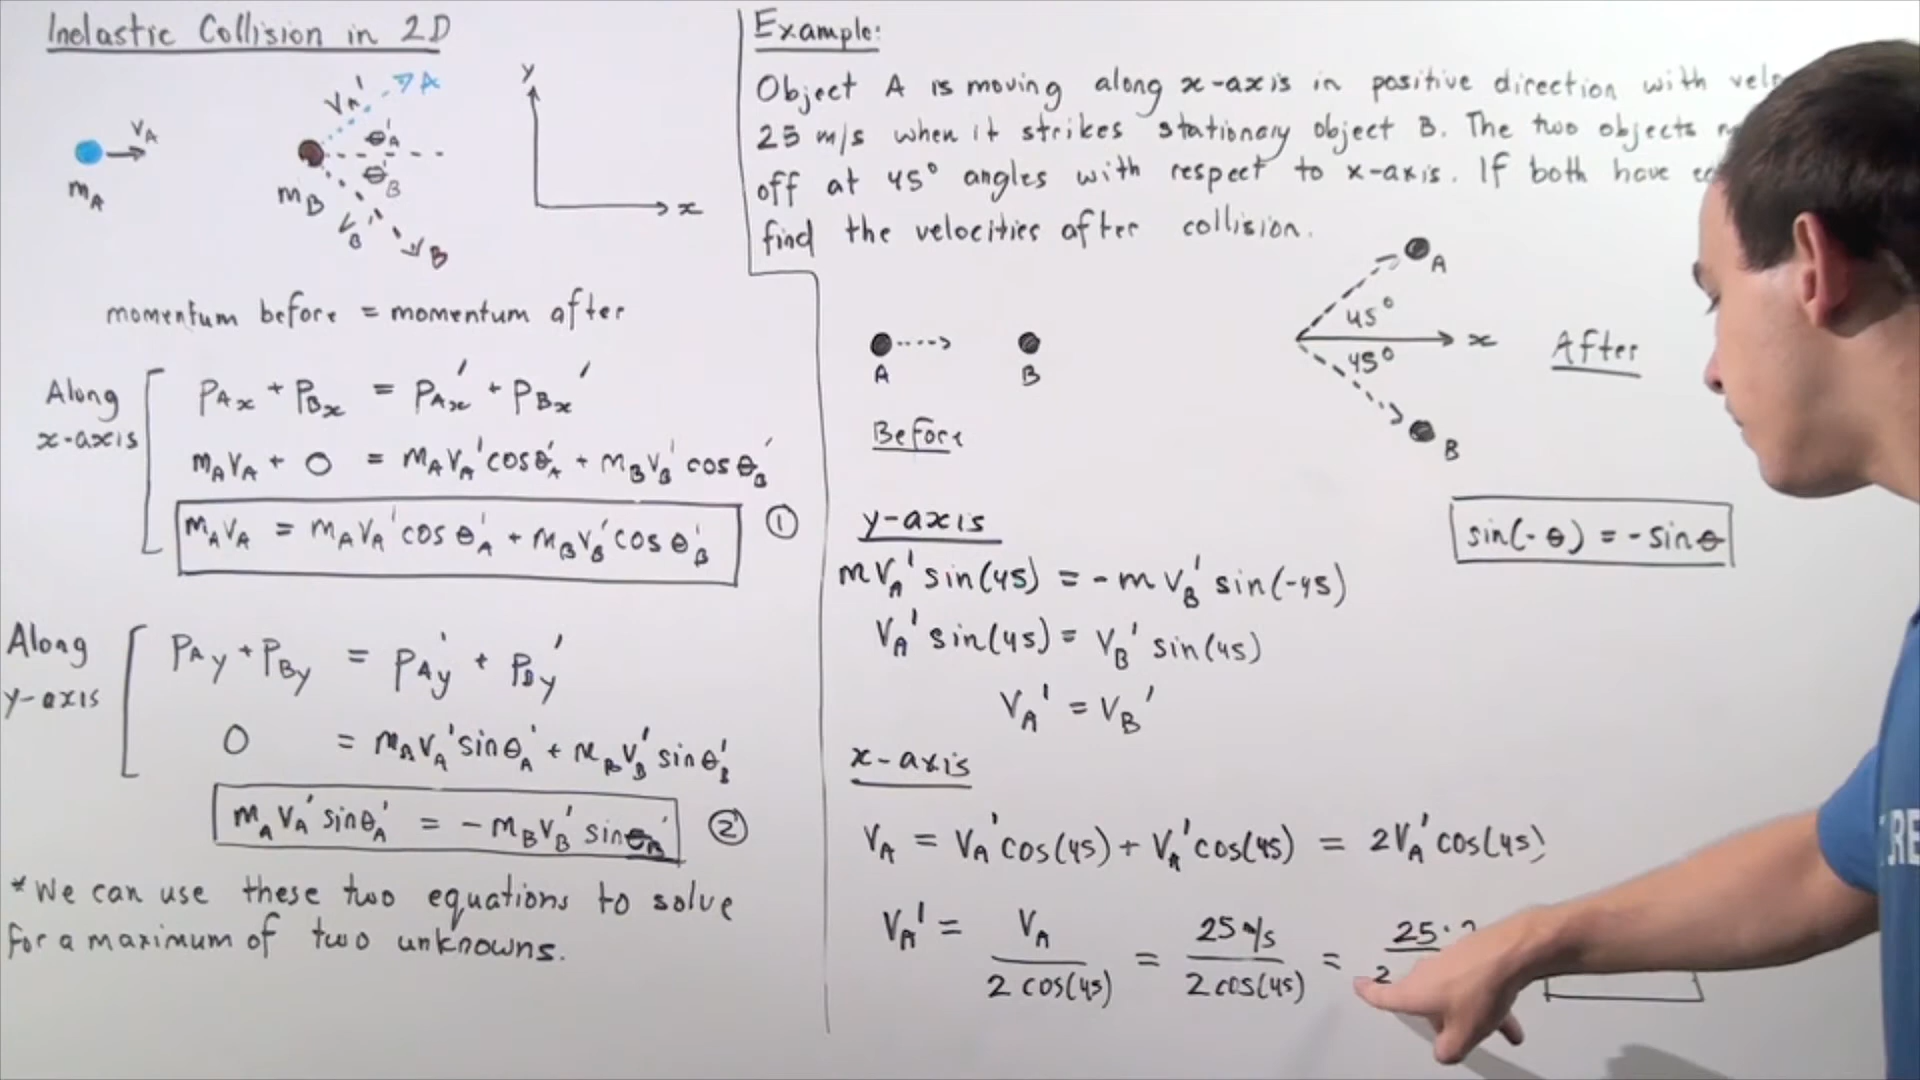 Inelastic Collision in 2D
vA
mA
vA'
A
θ'A
θ'B
mB
vB'
B
y
x
momentum before = momentum after
Along x-axis
PAx + PBx = PAx' + PBx'
mAvA + 0 = mAvA'cosθ'A + mBvB'cosθB'
mAvA = mAvA'cosθ'A + mBvB'cosθ'B ①
Along y-axis
PAy + PBy = PAy' + PBy'
0 = mAvA'sinθA' + mBvB'sinθB'
mAvA'sinθA' = -mBvB'sinθB' ②
*We can use these two equations to solve
for a maximum of two unknowns.
Example:
Object A is moving along x-axis in positive direction with
25 m/s when it strikes stationary object B. The two objects
off at 45° angles with respect to x-axis. If both have
find the velocities after collision.
A
B
Before
A
45°
x
45°
B
After
y-axis
mvA'sin(45) = -mvB'sin(-45)
sin(-θ) = -sinθ
vA'sin(45) = vB'sin(45)
vA' = vB'
x-axis
vA = vA'cos(45) + vA'cos(45) = 2vA'cos(45)
vA' = vA / 2cos(45) = 25 m/s / 2cos(45) = 25· / 2
RE